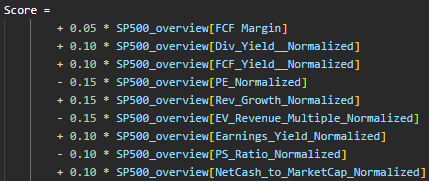 Score =
+ 0.05 * SP500_overview[FCF Margin]
+ 0.10 * SP500_overview[Div_Yield__Normalized]
+ 0.10 * SP500_overview[FCF_Yield__Normalized]
- 0.15 * SP500_overview[PE_Normalized]
+ 0.15 * SP500_overview[Rev_Growth_Normalized]
- 0.15 * SP500_overview[EV_Revenue_Multiple_Normalized]
+ 0.10 * SP500_overview[Earnings_Yield_Normalized]
- 0.10 * SP500_overview[PS_Ratio_Normalized]
+ 0.10 * SP500_overview[NetCash_to_MarketCap_Normalized]